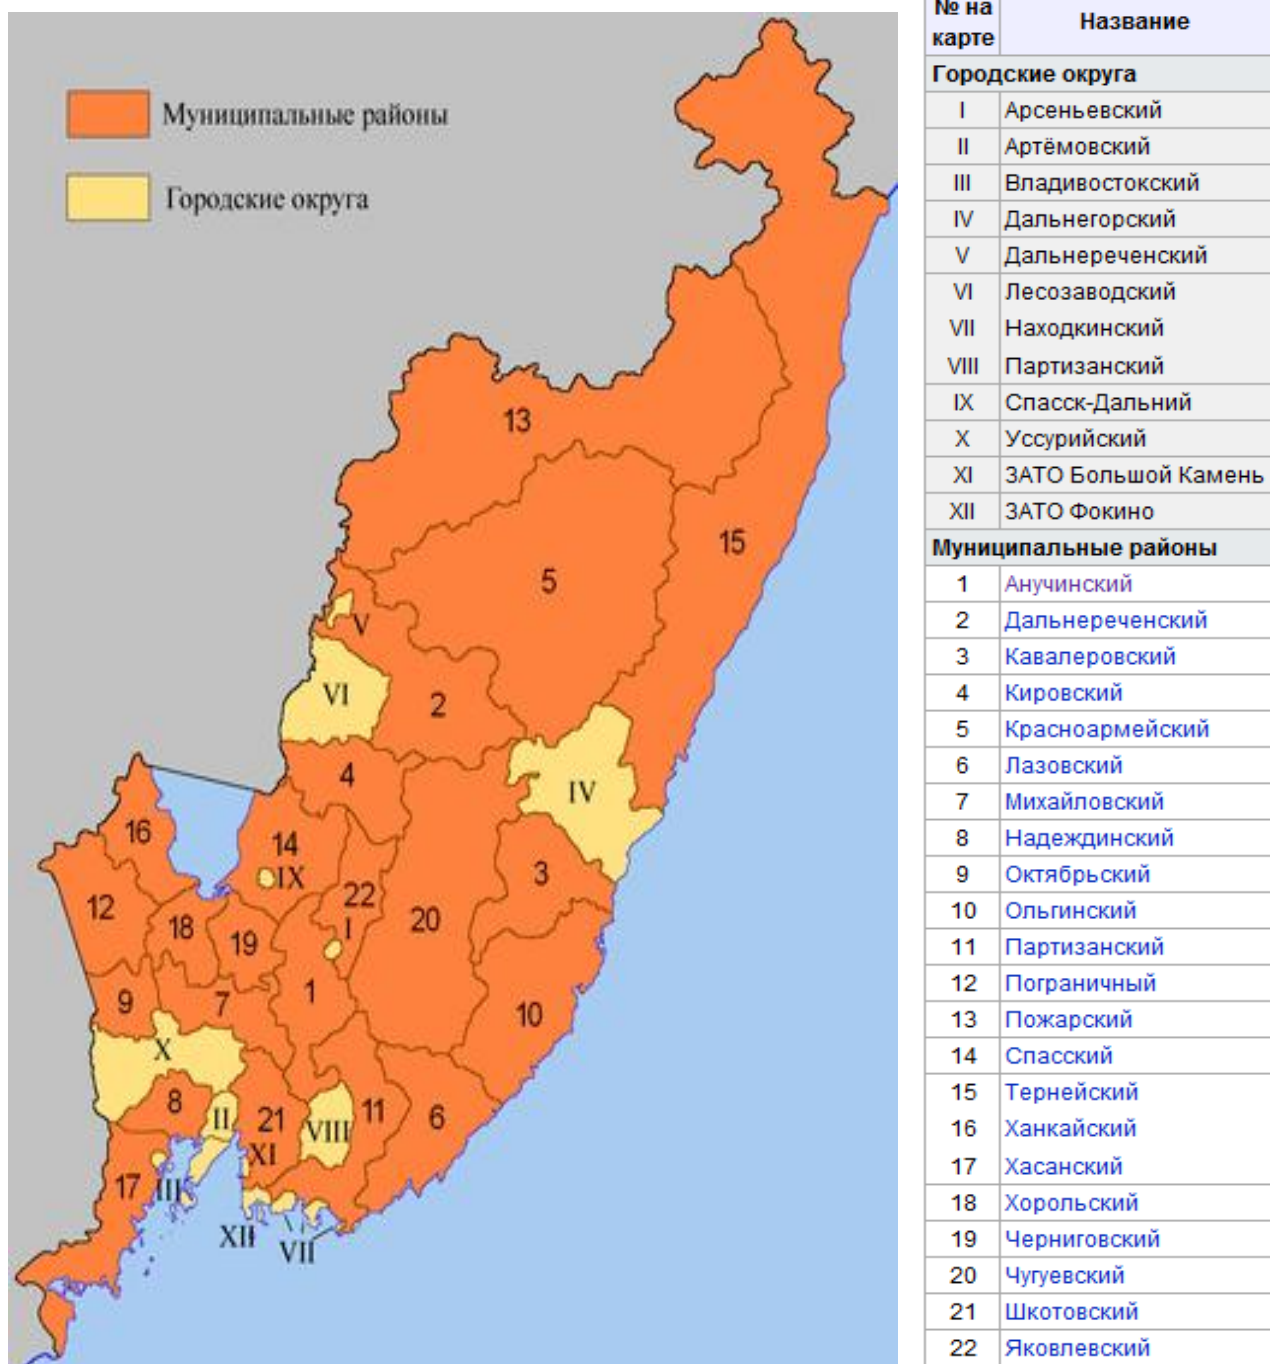 Муниципальные районы
Городские округа
13
15
5
V
VI
2
IV
4
16
14
IX
3
22
12
18
I
20
19
9
7
1
10
X
8
II
21
VIII
11
6
XI
17
III
XII
VII
№ на карте Название
Городские округа
I Арсеньевский
II Артёмовский
III Владивостокский
IV Дальнегорский
V Дальнереченский
VI Лесозаводский
VII Находкинский
VIII Партизанский
IX Спасск-Дальний
X Уссурийский
XI ЗАТО Большой Камень
XII ЗАТО Фокино
Муниципальные районы
1 Анучинский
2 Дальнереченский
3 Кавалеровский
4 Кировский
5 Красноармейский
6 Лазовский
7 Михайловский
8 Надеждинский
9 Октябрьский
10 Ольгинский
11 Партизанский
12 Пограничный
13 Пожарский
14 Спасский
15 Тернейский
16 Ханкайский
17 Хасанский
18 Хорольский
19 Черниговский
20 Чугуевский
21 Шкотовский
22 Яковлевский